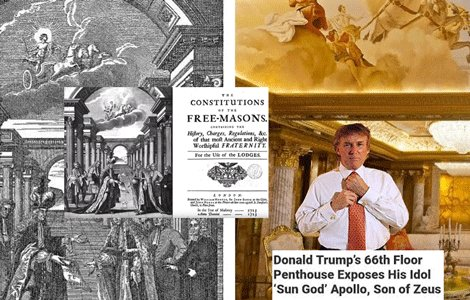 THE
CONSTITUTIONS
OF THE
FREE-MASONS.
CONTAINING THE
History, Charges, Regulations, &c.
of that most Ancient and Right
Worshipful FRATERNITY.
For the Use of the LODGES.
LONDON
Donald Trump's 66th Floor
Penthouse Exposes His Idol
'Sun God' Apollo, Son of Zeus